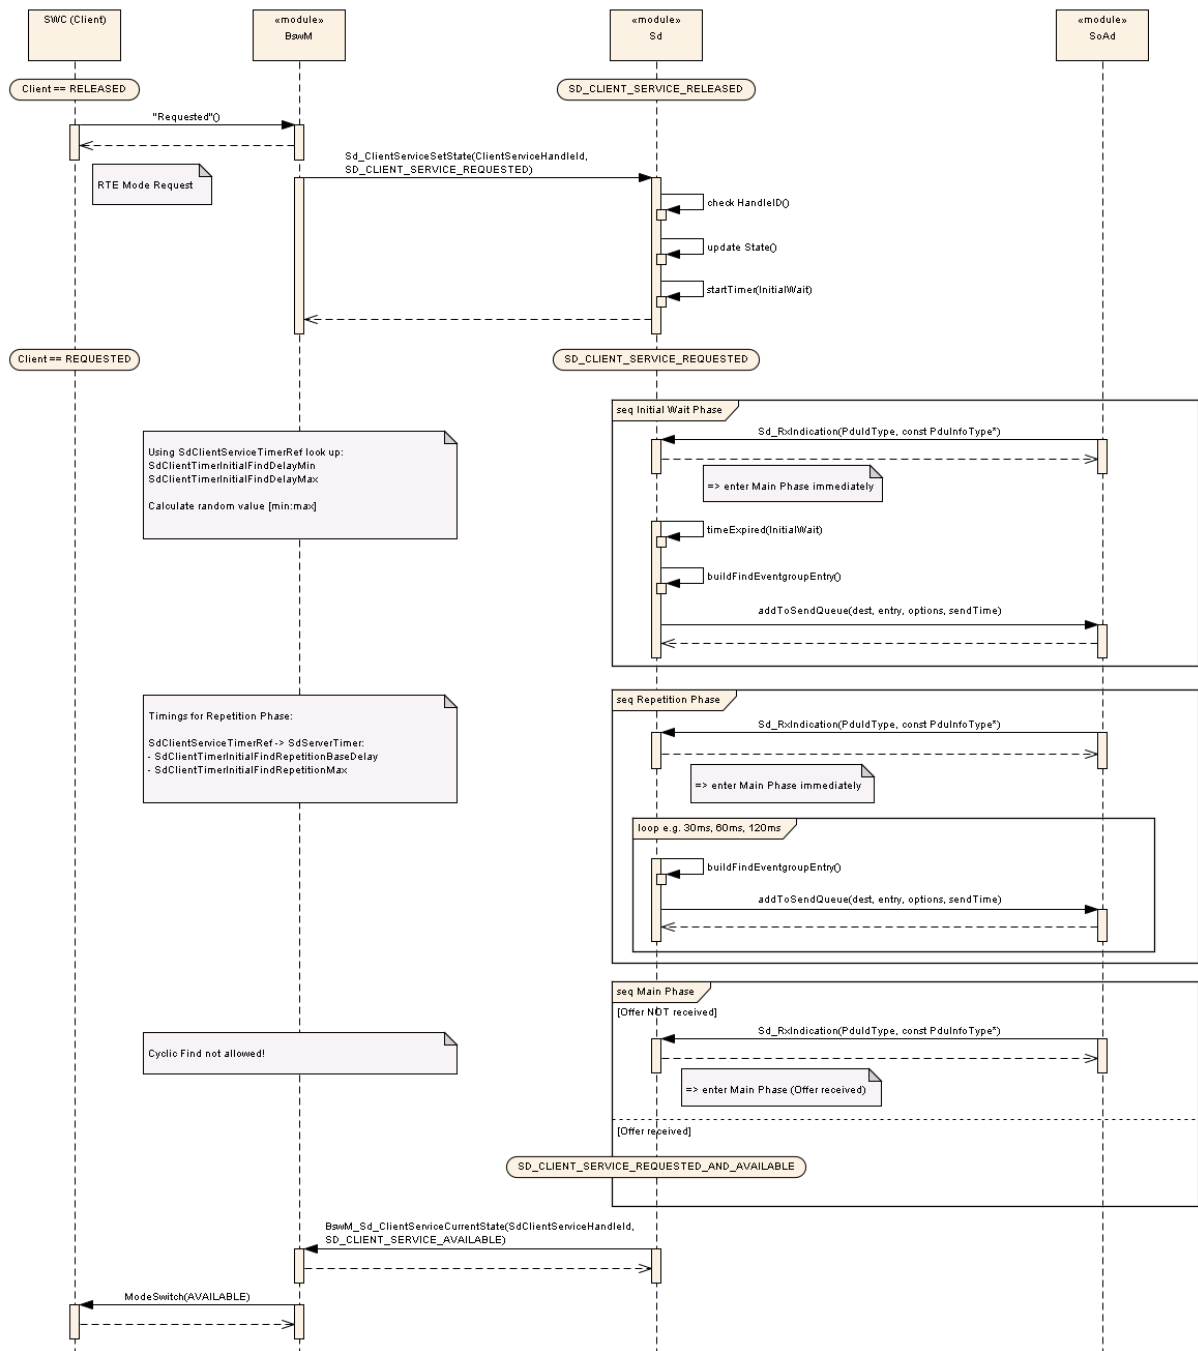 SWC (Client)
«module»
BswM
«module»
Sd
«module»
SoAd
Client == RELEASED
SD_CLIENT_SERVICE_RELEASED
"Requested"()
RTE Mode Request
Sd_ClientServiceSetState(ClientServiceHandleId,
SD_CLIENT_SERVICE_REQUESTED)
check HandleID()
update State()
startTimer(InitialWait)
Client == REQUESTED
SD_CLIENT_SERVICE_REQUESTED
seq Initial Wait Phase
Sd_RxIndication(PduIdType, const PduInfoType*)
=> enter Main Phase immediately
Using SdClientServiceTimerRef look up:
SdClientTimerInitialFindDelayMin
SdClientTimerInitialFindDelayMax
Calculate random value [min:max]
timeExpired(InitialWait)
buildFindEventgroupEntry()
addToSendQueue(dest, entry, options, sendTime)
seq Repetition Phase
Sd_RxIndication(PduIdType, const PduInfoType*)
=> enter Main Phase immediately
Timings for Repetition Phase:
SdClientServiceTimerRef -> SdServerTimer:
- SdClientTimerInitialFindRepetitionBaseDelay
- SdClientTimerInitialFindRepetitionMax
loop e.g. 30ms, 60ms, 120ms
buildFindEventgroupEntry()
addToSendQueue(dest, entry, options, sendTime)
seq Main Phase
[Offer NOT received]
Sd_RxIndication(PduIdType, const PduInfoType*)
Cyclic Find not allowed!
=> enter Main Phase (Offer received)
[Offer received]
SD_CLIENT_SERVICE_REQUESTED_AND_AVAILABLE
BswM_Sd_ClientServiceCurrentState(SdClientServiceHandleId,
SD_CLIENT_SERVICE_AVAILABLE)
ModeSwitch(AVAILABLE)